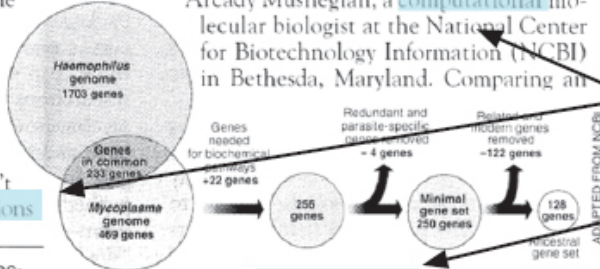 Arcady Mushegian, a computational mo-
lecular biologist at the National Center
for Biotechnology Information (NCBI)
in Bethesda, Maryland. Comparing an
Haemophilus
genome
1703 genes
Genes
in common
233 genes
Mycoplasma
genome
469 genes
't
ions
Genes
needed
for biochemical
pathways
+22 genes
256
genes
Redundant and
parasite-specific
genes removed
– 4 genes
Minimal
gene set
250 genes
Related and
modern genes
removed
–122 genes
128
genes
Ancestral
gene set
ADAPTED FROM NCBI